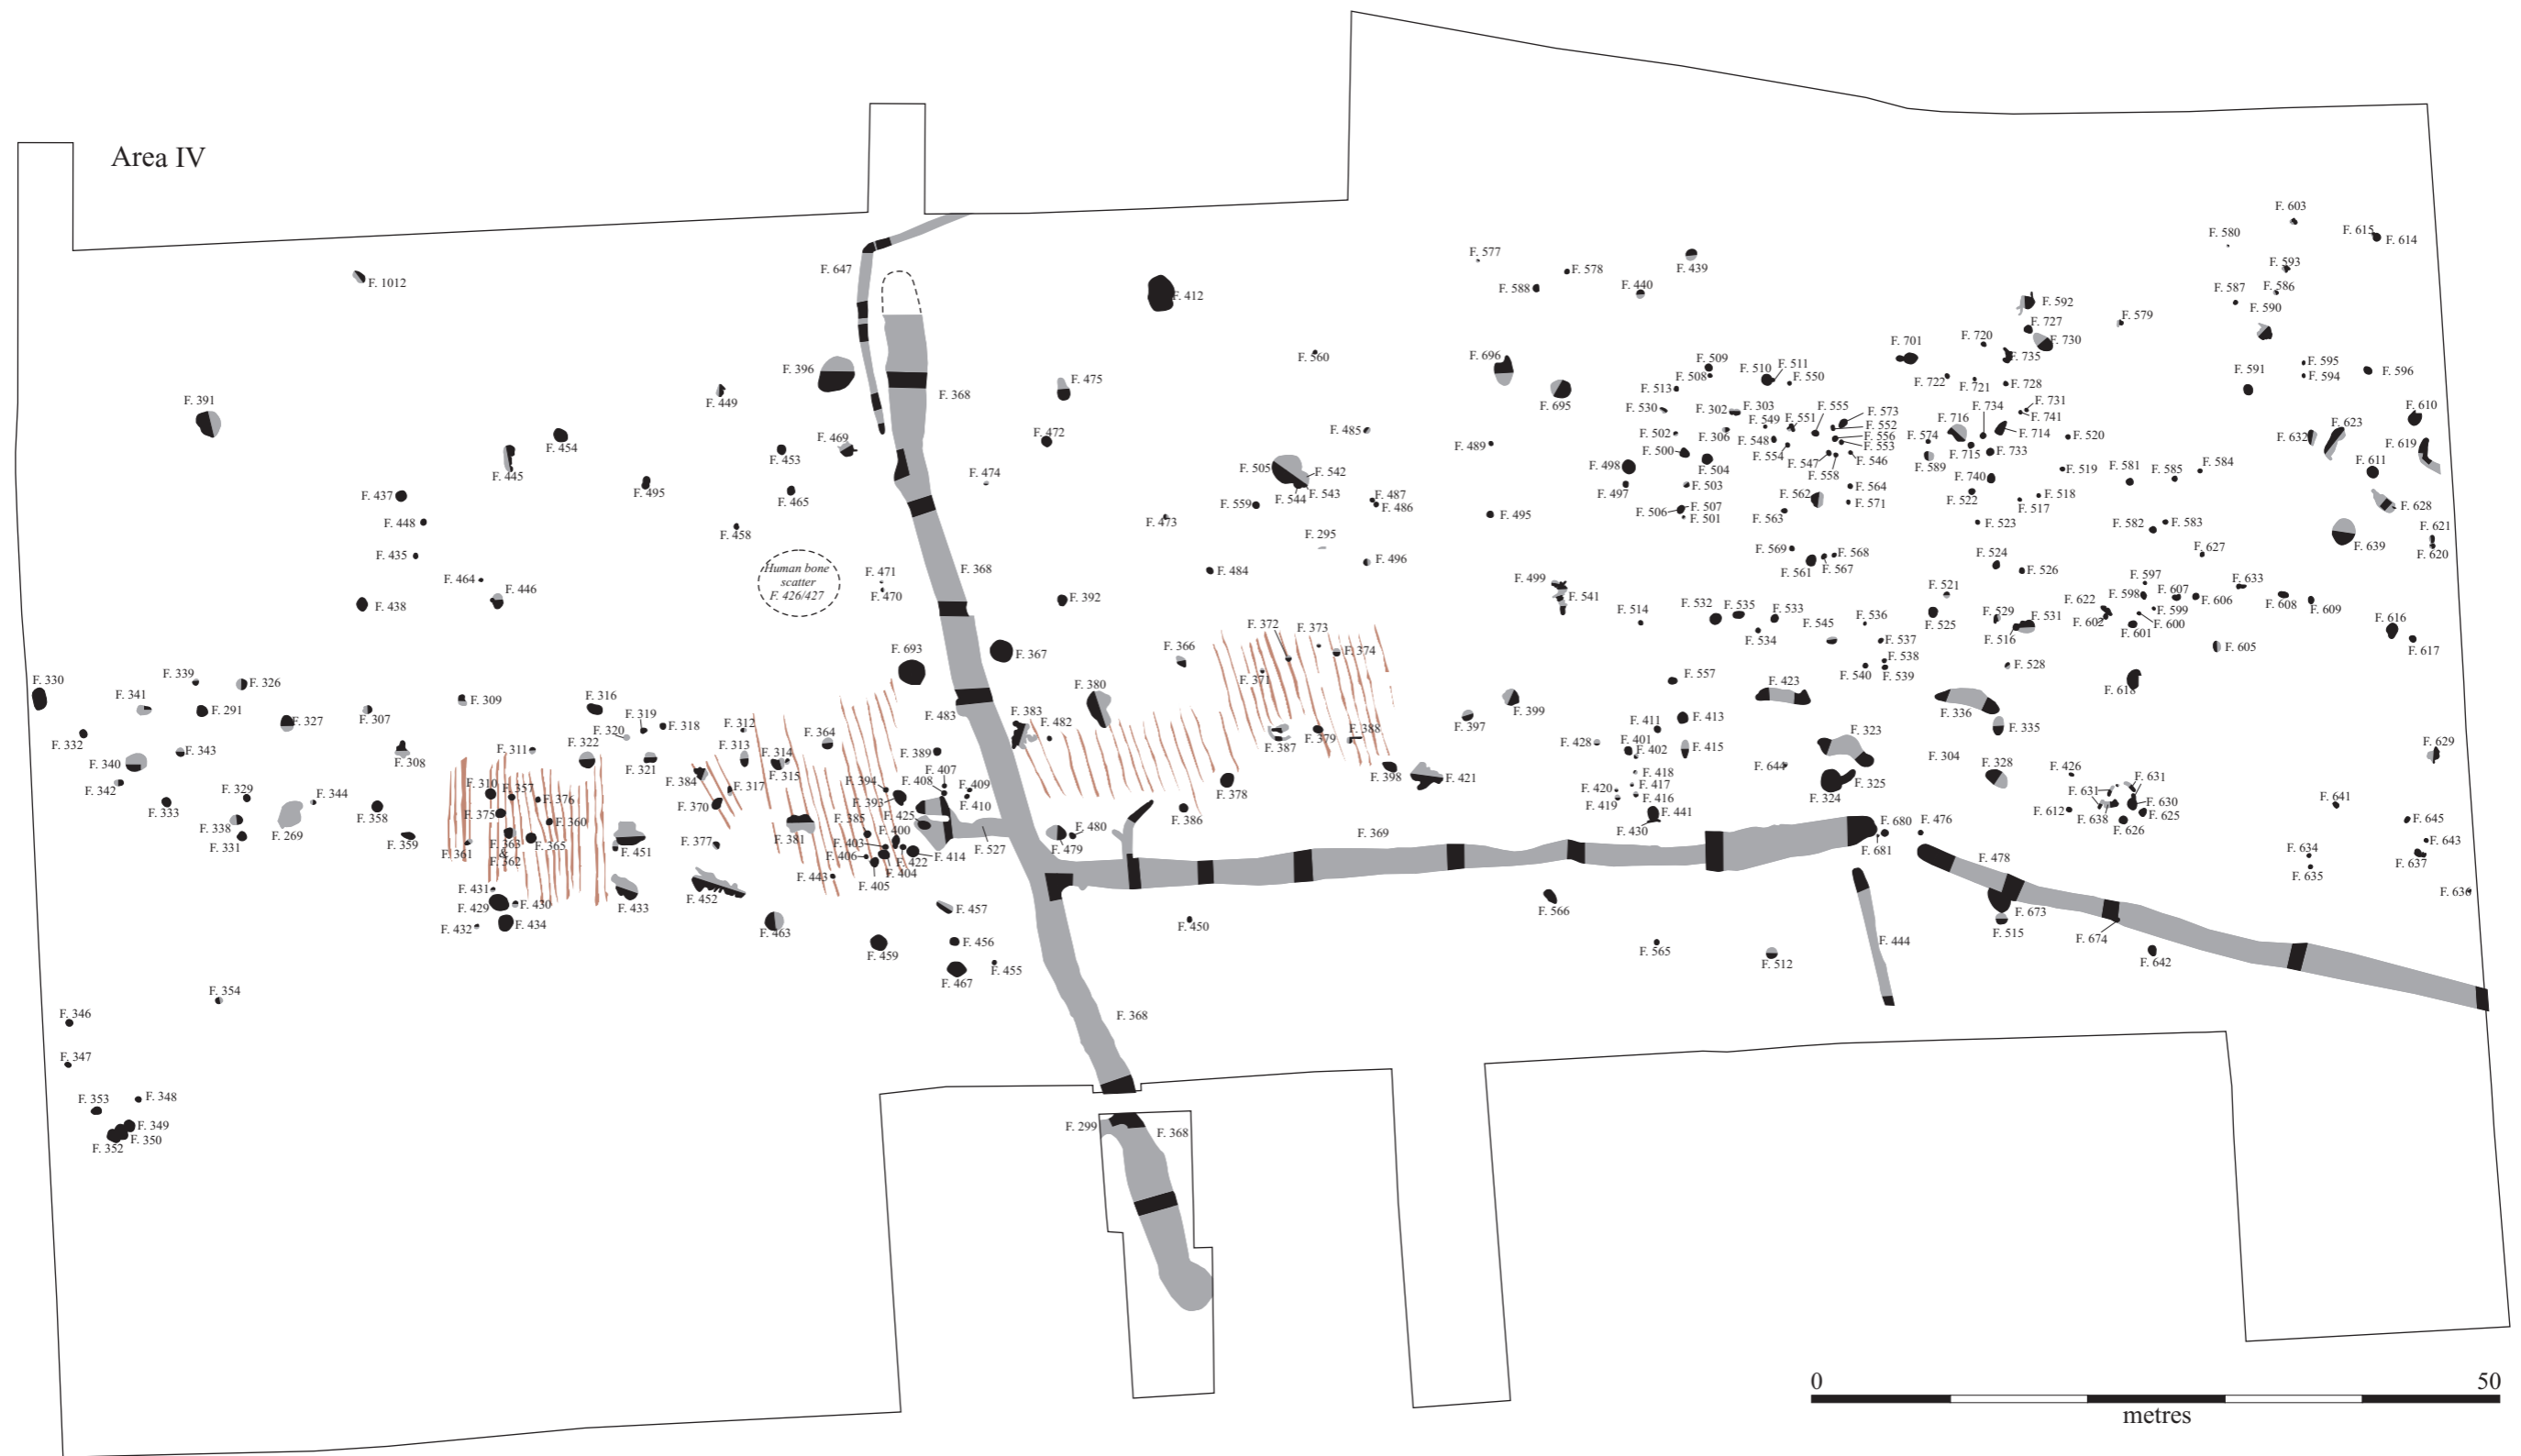 Area IV
F. 603
F. 580
F. 615
F. 614
F. 577
F. 578
F. 439
F. 593
F. 647
F. 1012
F. 588
F. 440
F. 587
F. 586
F. 412
F. 592
F. 590
F. 579
F. 727
F. 720
F. 730
F. 701
F. 560
F. 696
F. 735
F. 509
F. 511
F. 595
F. 396
F. 510
F. 508
F. 550
F. 594
F. 591
F. 596
F. 475
F. 722
F. 721
F. 728
F. 513
F. 368
F. 449
F. 391
F. 695
F. 731
F. 530
F. 302
F. 303
F. 555
F. 573
F. 734
F. 741
F. 610
F. 549
F. 551
F. 552
F. 716
F. 623
F. 485
F. 472
F. 469
F. 502
F. 306
F. 548
F. 556
F. 574
F. 714
F. 520
F. 632
F. 619
F. 454
F. 489
F. 553
F. 500
F. 554
F. 715
F. 733
F. 453
F. 547
F. 546
F. 589
F. 611
F. 505
F. 542
F. 498
F. 504
F. 558
F. 519
F. 581
F. 585
F. 584
F. 445
F. 474
F. 740
F. 503
F. 564
F. 495
F. 437
F. 465
F. 543
F. 544
F. 487
F. 497
F. 562
F. 522
F. 518
F. 559
F. 486
F. 507
F. 571
F. 517
F. 628
F. 506
F. 501
F. 563
F. 495
F. 448
F. 473
F. 523
F. 582
F. 583
F. 621
F. 458
F. 295
F. 639
F. 620
F. 435
F. 569
F. 568
F. 524
F. 627
F. 496
F. 561
F. 567
Human bone
scatter
F. 426/427
F. 471
F. 368
F. 484
F. 526
F. 464
F. 499
F. 597
F. 633
F. 446
F. 470
F. 392
F. 541
F. 521
F. 598
F. 607
F. 606
F. 608
F. 609
F. 438
F. 532
F. 535
F. 533
F. 622
F. 599
F. 514
F. 536
F. 529
F. 531
F. 602
F. 600
F. 616
F. 372
F. 373
F. 545
F. 525
F. 601
F. 534
F. 537
F. 516
F. 693
F. 367
F. 366
F. 374
F. 538
F. 605
F. 617
F. 528
F. 339
F. 330
F. 326
F. 371
F. 557
F. 540
F. 539
F. 380
F. 423
F. 618
F. 341
F. 291
F. 316
F. 309
F. 399
F. 336
F. 327
F. 307
F. 319
F. 318
F. 312
F. 483
F. 383
F. 482
F. 397
F. 411
F. 413
F. 335
F. 332
F. 320
F. 364
F. 387
F. 379
F. 388
F. 428
F. 401
F. 323
F. 629
F. 343
F. 311
F. 322
F. 313
F. 314
F. 389
F. 402
F. 415
F. 304
F. 340
F. 308
F. 321
F. 315
F. 328
F. 426
F. 407
F. 398
F. 421
F. 644
F. 418
F. 342
F. 310
F. 357
F. 384
F. 317
F. 394
F. 408
F. 409
F. 417
F. 325
F. 631
F. 329
F. 344
F. 376
F. 370
F. 393
F. 410
F. 378
F. 420
F. 419
F. 416
F. 324
F. 631
F. 630
F. 641
F. 333
F. 358
F. 375
F. 360
F. 385
F. 425
F. 386
F. 441
F. 612
F. 638
F. 625
F. 338
F. 269
F. 380
F. 480
F. 369
F. 430
F. 680
F. 476
F. 626
F. 645
F. 331
F. 359
F. 361
F. 363
&
F. 362
F. 365
F. 451
F. 377
F. 381
F. 403
F. 400
F. 406
F. 422
F. 414
F. 527
F. 479
F. 681
F. 478
F. 634
F. 643
F. 404
F. 405
F. 443
F. 635
F. 637
F. 431
F. 429
F. 430
F. 433
F. 452
F. 457
F. 566
F. 636
F. 432
F. 434
F. 463
F. 450
F. 673
F. 515
F. 674
F. 444
F. 459
F. 456
F. 565
F. 512
F. 642
F. 467
F. 455
F. 354
F. 346
F. 368
F. 347
F. 353
F. 348
F. 349
F. 350
F. 352
F. 299
F. 368
0
50
metres